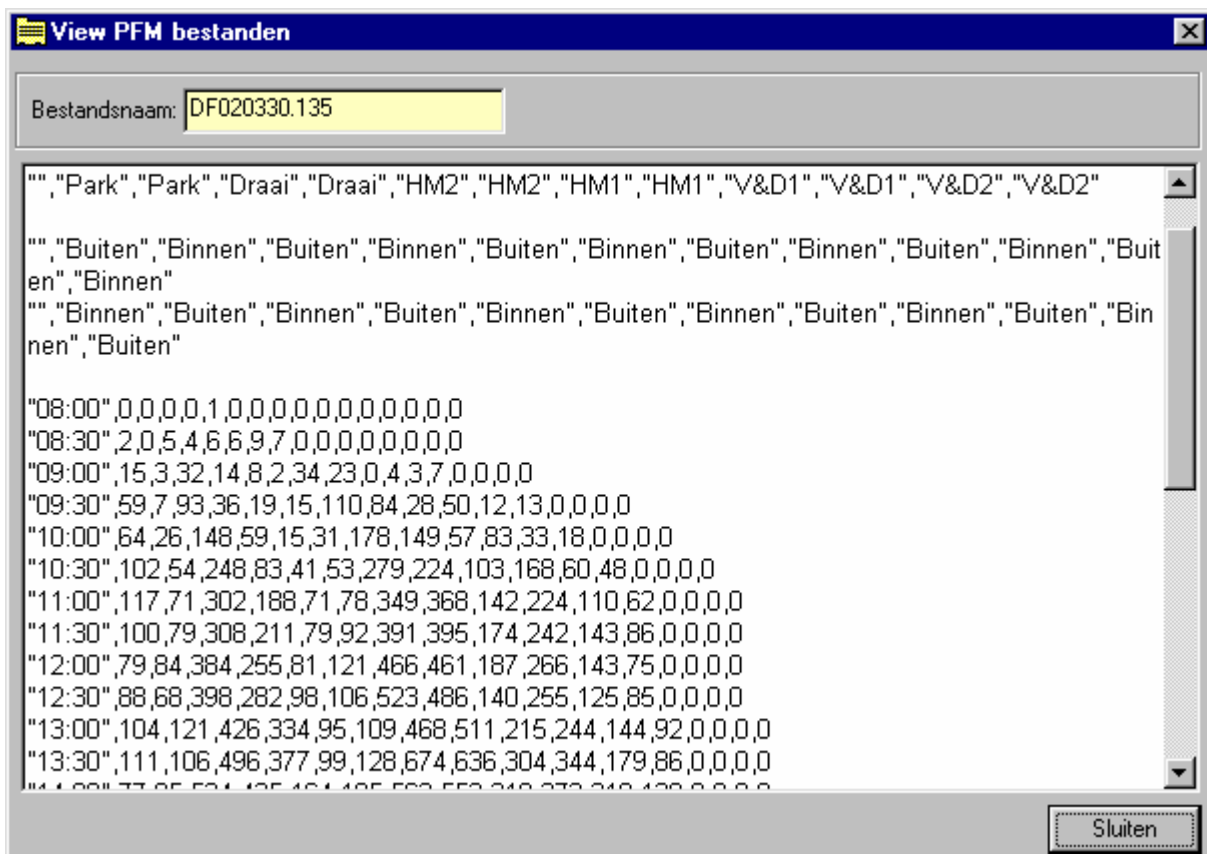 View PFM bestanden
Bestandsnaam: DF020330.135
"","Park","Park","Draai","Draai","HM2","HM2","HM1","HM1","V&D1","V&D1","V&D2","V&D2"
"","Buiten","Binnen","Buiten","Binnen","Buiten","Binnen","Buiten","Binnen","Buiten","Binnen","Buit
en","Binnen"
"","Binnen","Buiten","Binnen","Buiten","Binnen","Buiten","Binnen","Buiten","Binnen","Buiten","Bin
nen","Buiten"
"08:00",0,0,0,0,1,0,0,0,0,0,0,0,0,0,0,0
"08:30",2,0,5,4,6,6,9,7,0,0,0,0,0,0,0,0
"09:00",15,3,32,14,8,2,34,23,0,4,3,7,0,0,0,0
"09:30",59,7,93,36,19,15,110,84,28,50,12,13,0,0,0,0
"10:00",64,26,148,59,15,31,178,149,57,83,33,18,0,0,0,0
"10:30",102,54,248,83,41,53,279,224,103,168,60,48,0,0,0,0
"11:00",117,71,302,188,71,78,349,368,142,224,110,62,0,0,0,0
"11:30",100,79,308,211,79,92,391,395,174,242,143,86,0,0,0,0
"12:00",79,84,384,255,81,121,466,461,187,266,143,75,0,0,0,0
"12:30",88,68,398,282,98,106,523,486,140,255,125,85,0,0,0,0
"13:00",104,121,426,334,95,109,468,511,215,244,144,92,0,0,0,0
"13:30",111,106,496,377,99,128,674,636,304,344,179,86,0,0,0,0
Sluiten